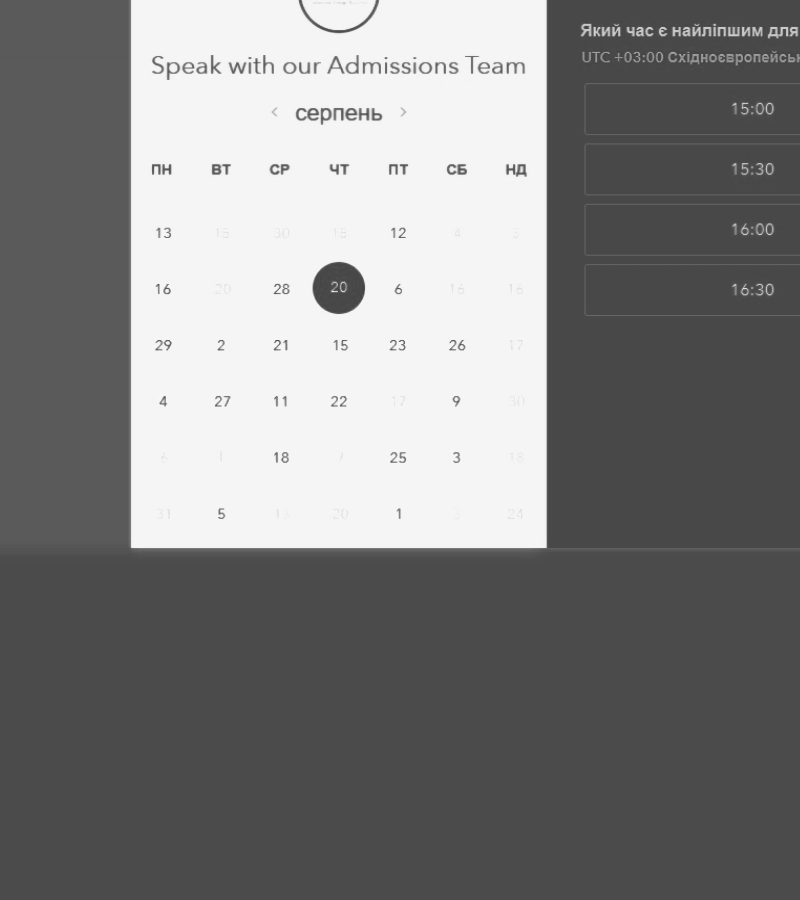 Speak with our Admissions Team
серпень
ПН ВТ СР ЧТ ПТ СБ НД
13 15 30 15 12 4 5
16 20 28 20 6 16 16
29 2 21 15 23 26 17
4 27 11 22 17 9 30
6 1 18 7 25 3 18
31 5 13 20 1 24
Який час є найліпшим для
UTC +03:00 Східноєвропейськ
15:00
15:30
16:00
16:30